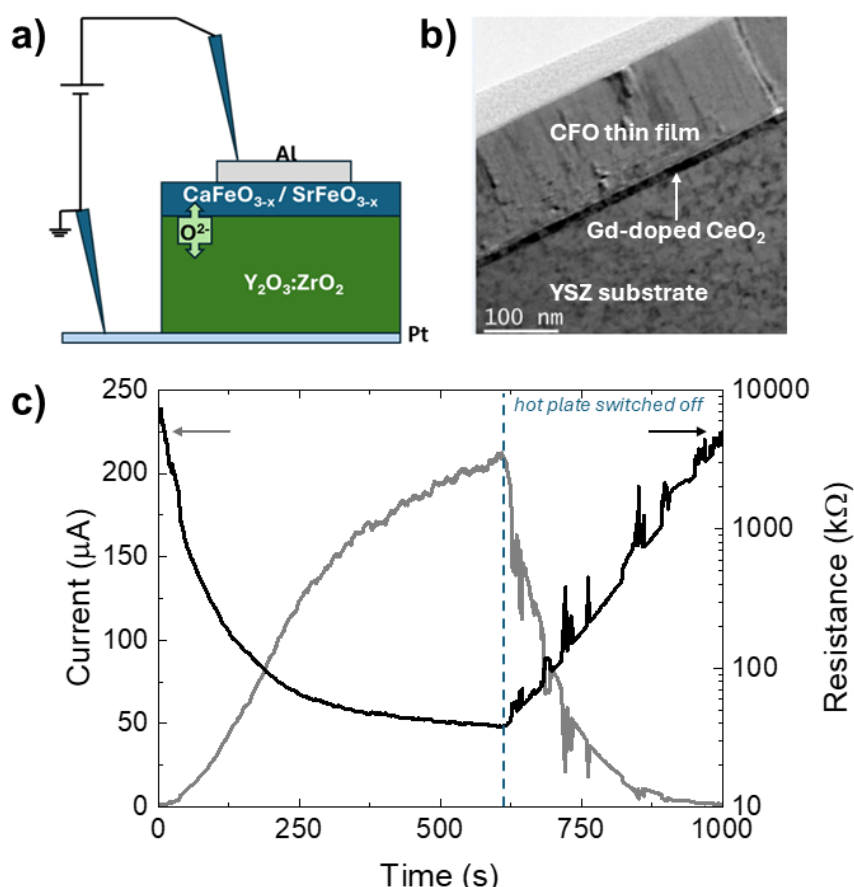 a)
Al
CaFeO₃₋ₓ / SrFeO₃₋ₓ
O²⁻
Y₂O₃:ZrO₂
Pt
b)
CFO thin film
Gd-doped CeO₂
YSZ substrate
100 nm
c)
hot plate switched off
250
200
150
100
50
0
Current (μA)
10000
1000
100
10
Resistance (kΩ)
0
250
500
750
1000
Time (s)